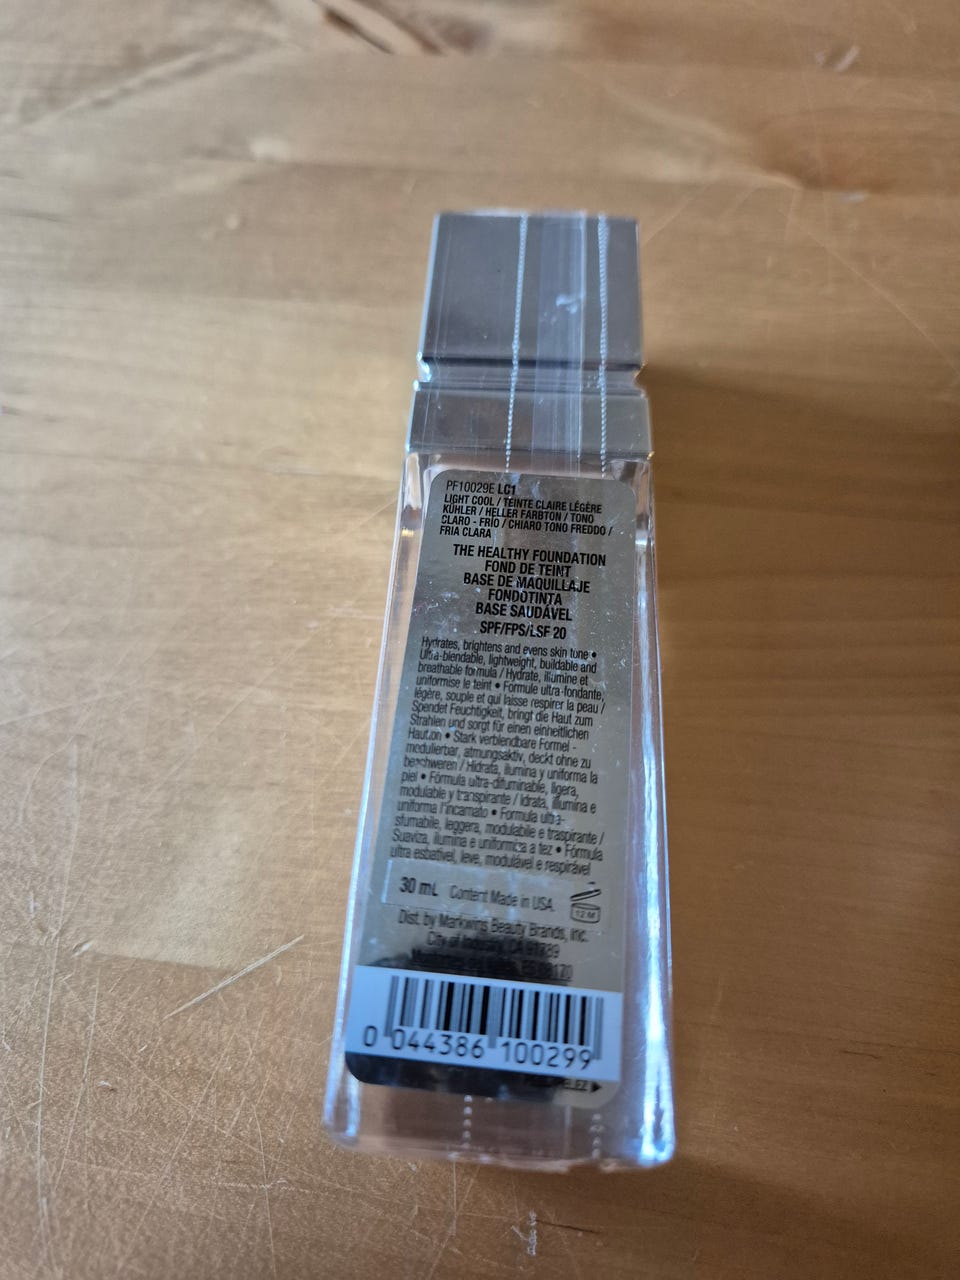 PF10029E LC1
LIGHT COOL / TEINTE CLAIRE LÉGÈRE
KÜHLER / HELLER FARBTON / TONO
CLARO - FRÍO / CHIARO TONO FREDDO /
FRIA CLARA
THE HEALTHY FOUNDATION
FOND DE TEINT
BASE DE MAQUILLAJE
FONDOTINTA
BASE SAUDÁVEL
SPF/FPS/LSF 20
Hydrates, brightens and evens skin tone •
Ultra-blendable, lightweight, buildable and
breathable formula / Hydrate, illumine et
uniformise le teint • Formule ultra-fondante,
légère, souple et qui laisse respirer la peau /
Spendet Feuchtigkeit, bringt die Haut zum
Strahlen und sorgt für einen einheitlichen
Hautton • Stark verblendbare Formel -
modulierbar, atmungsaktiv, deckt ohne zu
beschweren / Hidrata, ilumina y uniforma la
piel • Fórmula ultra-difuminable, ligera,
modulable y transpirante / Idrata, illumina e
uniforma l'incarnato • Formula ultra-
sfumabile, leggera, modulabile e traspirante /
Suaviza, ilumina e uniformiza a tez • Fórmula
ultra esbatível, leve, modulável e respirável
30 mL Content Made in USA.
12 M
Dist. by Markwins Beauty Brands, Inc.
City of Industry, CA 91789
0 044386 100299